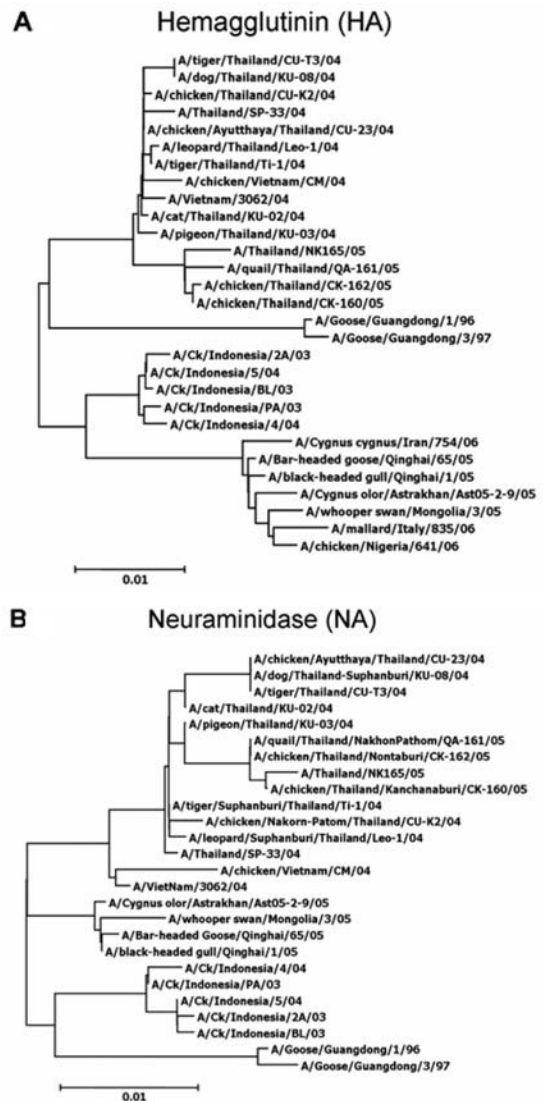 A
Hemagglutinin (HA)
A/tiger/Thailand/CU-T3/04
A/dog/Thailand/KU-08/04
A/chicken/Thailand/CU-K2/04
A/Thailand/SP-33/04
A/chicken/Ayutthaya/Thailand/CU-23/04
A/leopard/Thailand/Leo-1/04
A/tiger/Thailand/Ti-1/04
A/chicken/Vietnam/CM/04
A/Vietnam/3062/04
A/cat/Thailand/KU-02/04
A/pigeon/Thailand/KU-03/04
A/Thailand/NK165/05
A/quail/Thailand/QA-161/05
A/chicken/Thailand/CK-162/05
A/chicken/Thailand/CK-160/05
A/Goose/Guangdong/1/96
A/Goose/Guangdong/3/97
A/Ck/Indonesia/2A/03
A/Ck/Indonesia/5/04
A/Ck/Indonesia/BL/03
A/Ck/Indonesia/PA/03
A/Ck/Indonesia/4/04
A/Cygnus cygnus/Iran/754/06
A/Bar-headed goose/Qinghai/65/05
A/black-headed gull/Qinghai/1/05
A/Cygnus olor/Astrakhan/Ast05-2-9/05
A/whooper swan/Mongolia/3/05
A/mallard/Italy/835/06
A/chicken/Nigeria/641/06
0.01
B
Neuraminidase (NA)
A/chicken/Ayutthaya/Thailand/CU-23/04
A/dog/Thailand-Suphanburi/KU-08/04
A/tiger/Thailand/CU-T3/04
A/cat/Thailand/KU-02/04
A/pigeon/Thailand/KU-03/04
A/quail/Thailand/NakhonPathom/QA-161/05
A/chicken/Thailand/Nontaburi/CK-162/05
A/Thailand/NK165/05
A/chicken/Thailand/Kanchanaburi/CK-160/05
A/tiger/Suphanburi/Thailand/Ti-1/04
A/chicken/Nakorn-Patom/Thailand/CU-K2/04
A/leopard/Suphanburi/Thailand/Leo-1/04
A/Thailand/SP-33/04
A/chicken/Vietnam/CM/04
A/VietNam/3062/04
A/Cygnus olor/Astrakhan/Ast05-2-9/05
A/whooper swan/Mongolia/3/05
A/Bar-headed Goose/Qinghai/65/05
A/black-headed gull/Qinghai/1/05
A/Ck/Indonesia/4/04
A/Ck/Indonesia/PA/03
A/Ck/Indonesia/5/04
A/Ck/Indonesia/2A/03
A/Ck/Indonesia/BL/03
A/Goose/Guangdong/1/96
A/Goose/Guangdong/3/97
0.01